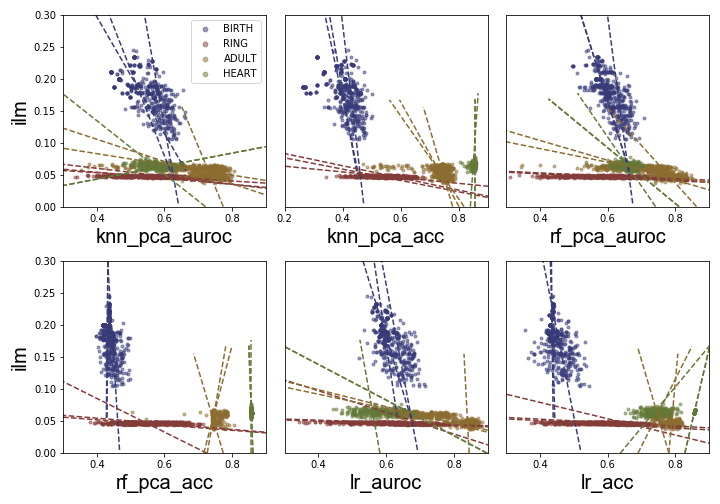 0.30
0.25
0.20
0.15
0.10
0.05
0.00
ilm
BIRTH
RING
ADULT
HEART
0.4 0.6 0.8
knn_pca_auroc
0.2 0.4 0.6 0.8
knn_pca_acc
0.4 0.6 0.8
rf_pca_auroc
0.30
0.25
0.20
0.15
0.10
0.05
0.00
ilm
0.4 0.6 0.8
rf_pca_acc
0.4 0.6 0.8
lr_auroc
0.4 0.6 0.8
lr_acc